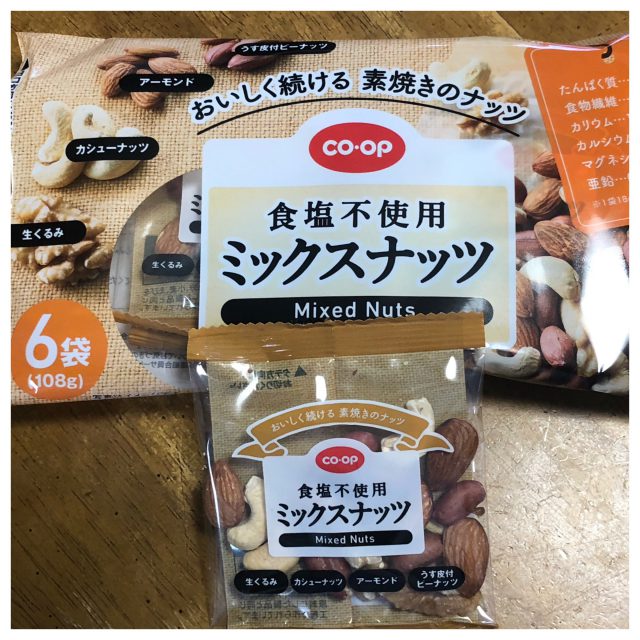 うす皮付ピーナッツ
アーモンド
カシューナッツ
生くるみ
おいしく続ける 素焼きのナッツ
CO·OP
食塩不使用
ミックスナッツ
Mixed Nuts
6袋
(108g)
生くるみ
たんぱく質…
食物繊維…
カリウム…
カルシウム
マグネシ
亜鉛…
※1袋18
おいしく続ける 素焼きのナッツ
CO·OP
食塩不使用
ミックスナッツ
Mixed Nuts
生くるみ
カシューナッツ
アーモンド
うす皮付
ピーナッツ